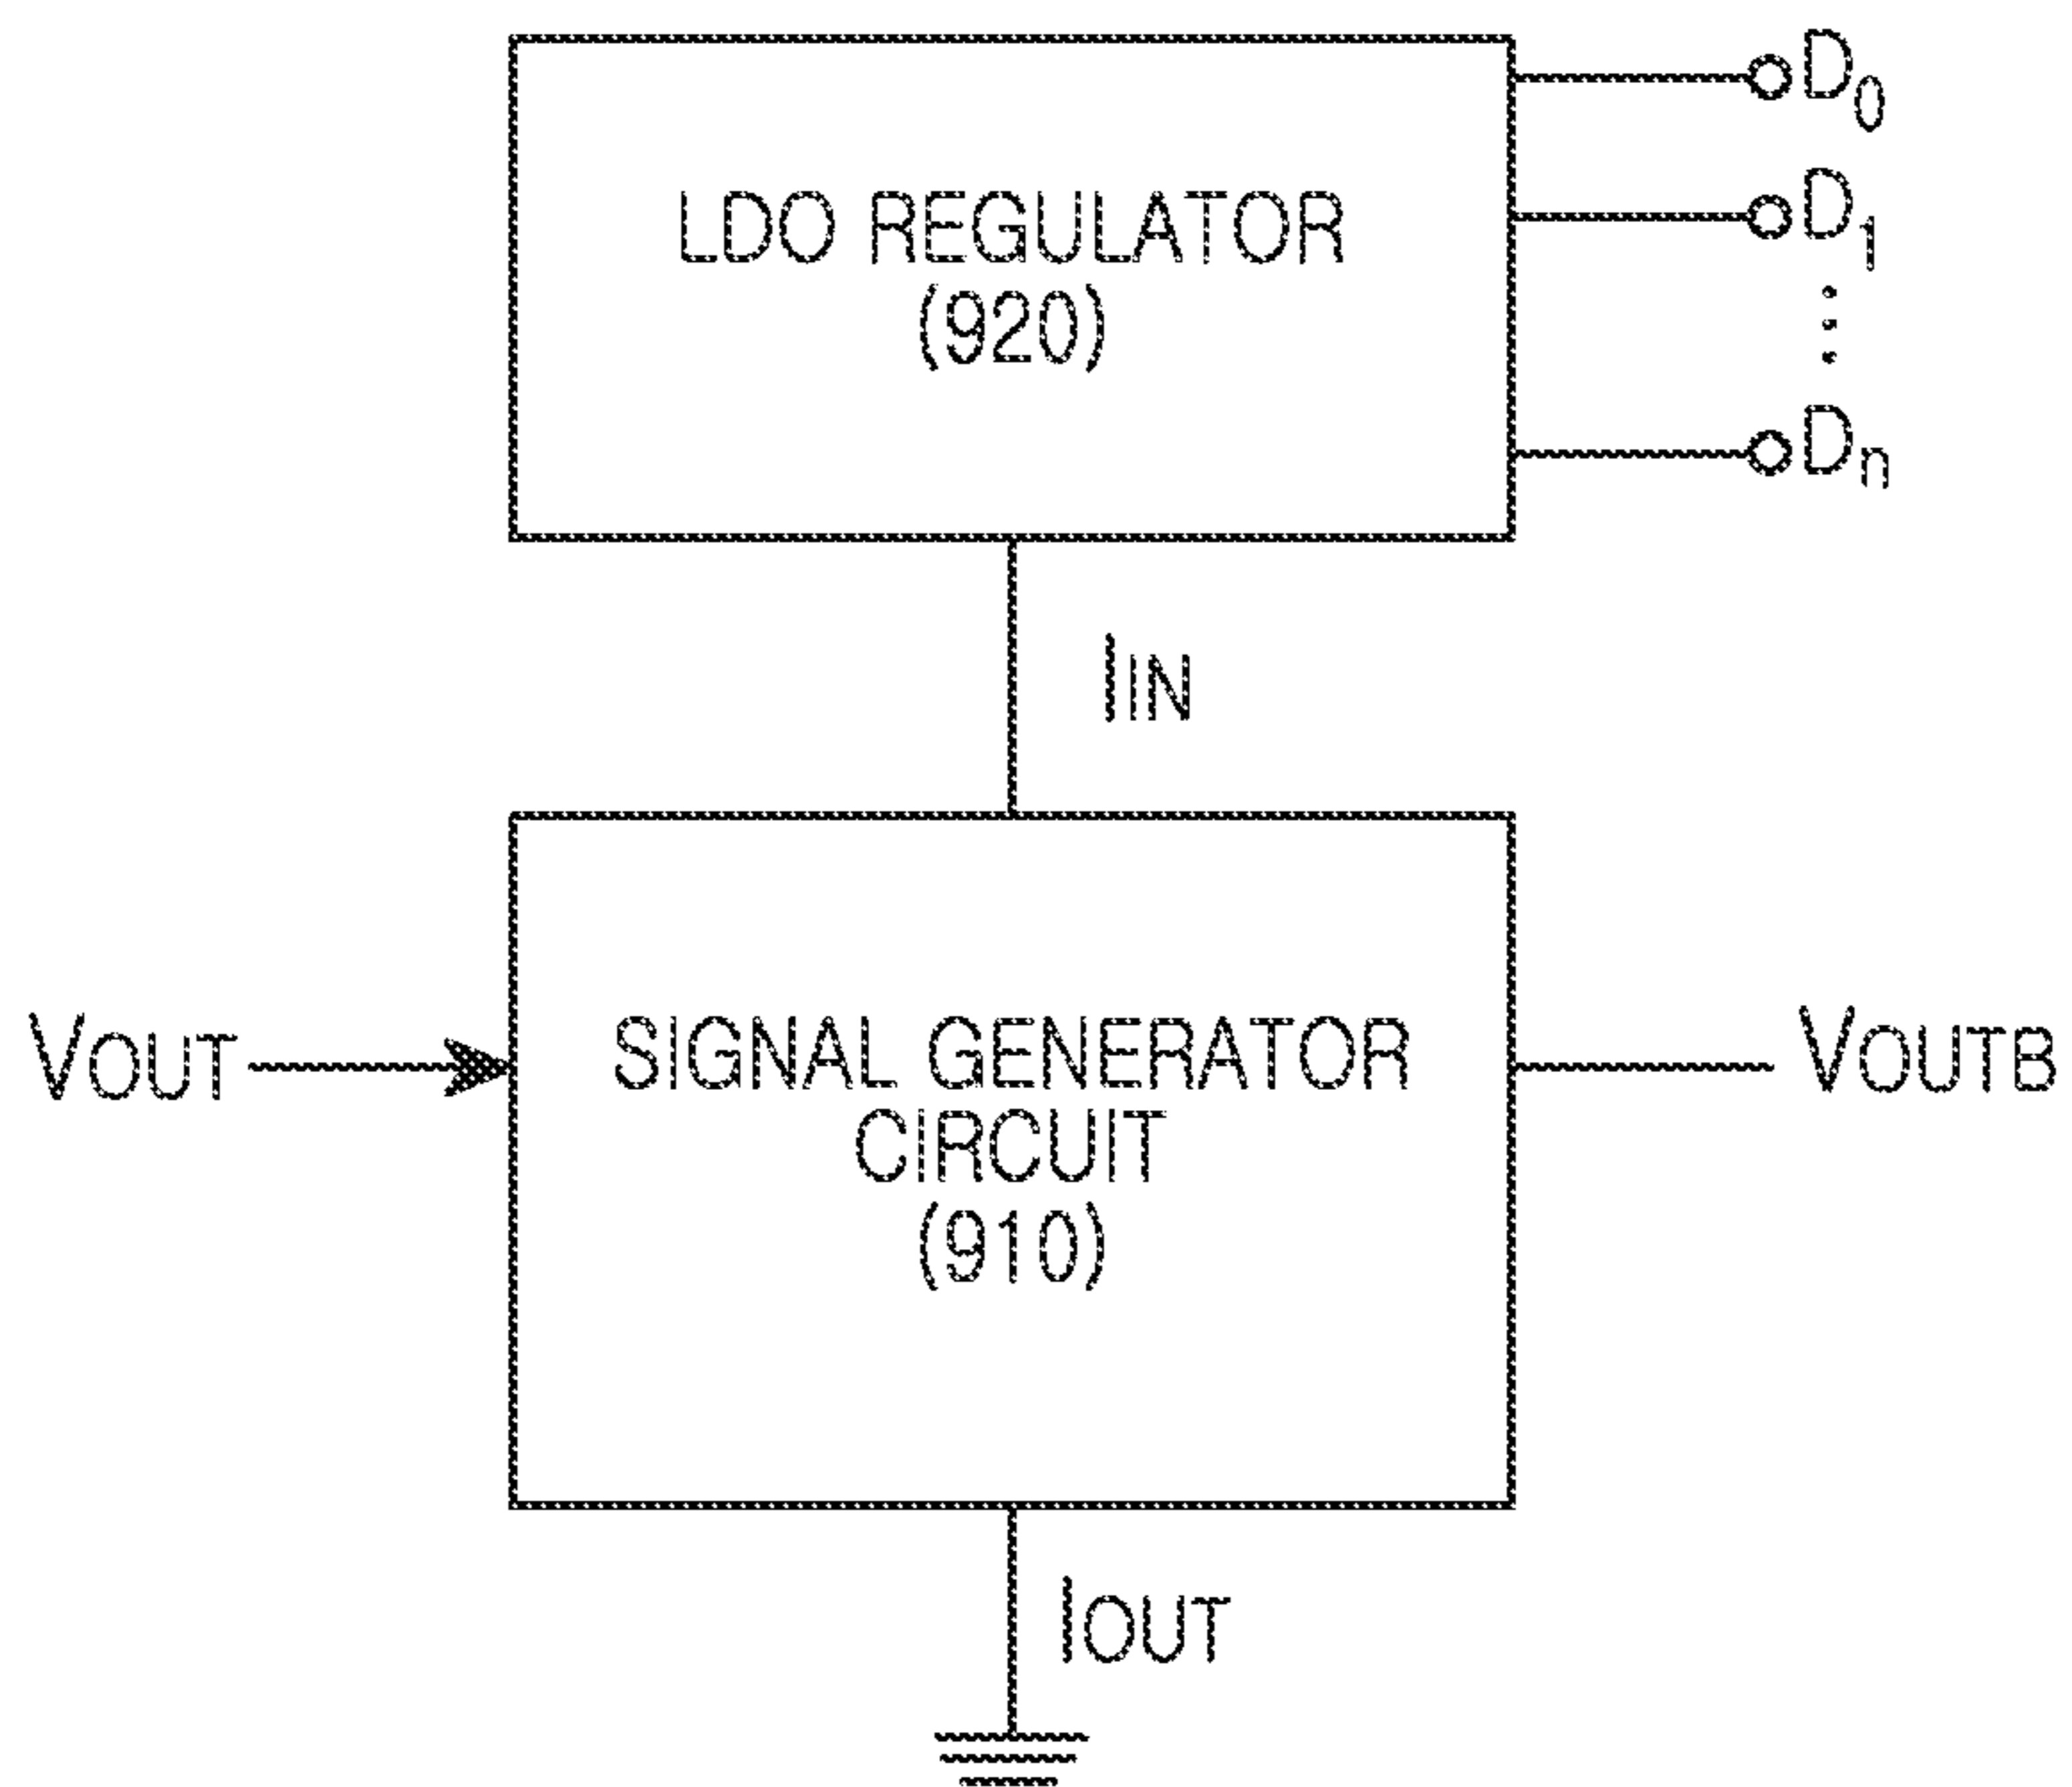 D0
LDO REGULATOR
(920)
D1
Dn
IIN
VOUT
SIGNAL GENERATOR
CIRCUIT
(910)
VOUTB
IOUT